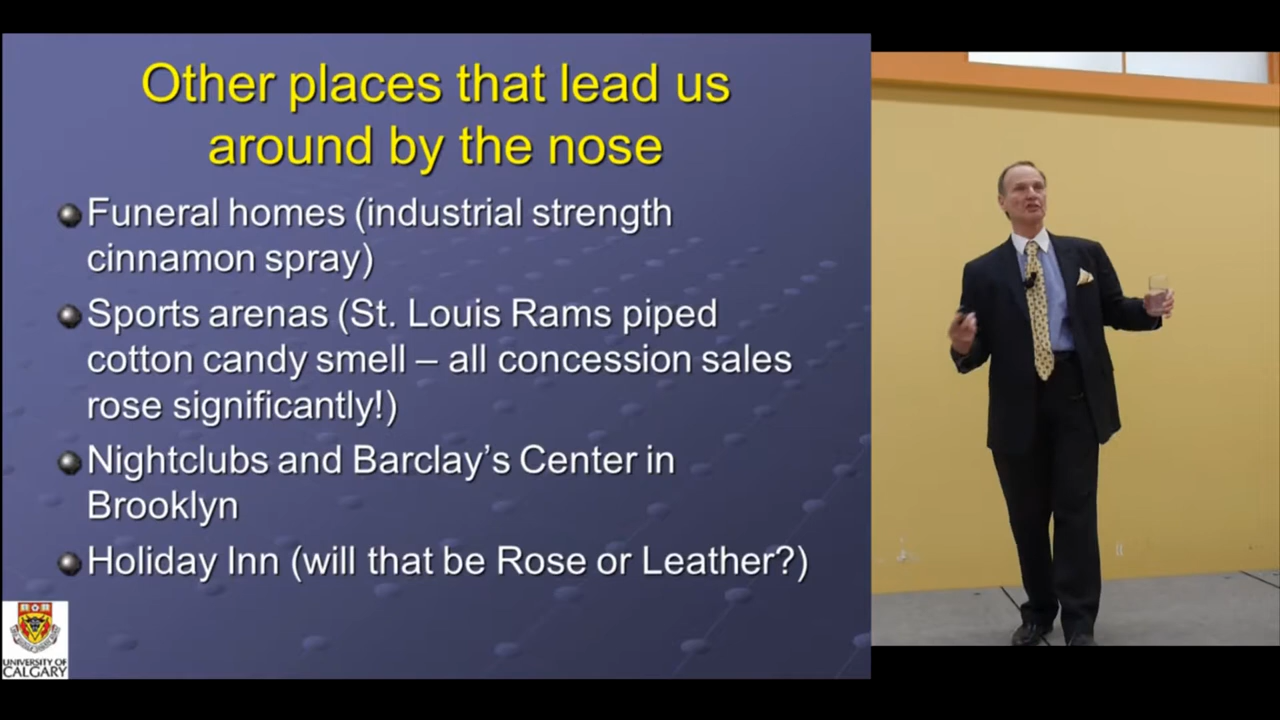 Other places that lead us
around by the nose
Funeral homes (industrial strength
cinnamon spray)
Sports arenas (St. Louis Rams piped
cotton candy smell – all concession sales
rose significantly!)
Nightclubs and Barclay's Center in
Brooklyn
Holiday Inn (will that be Rose or Leather?)
UNIVERSITY OF
CALGARY